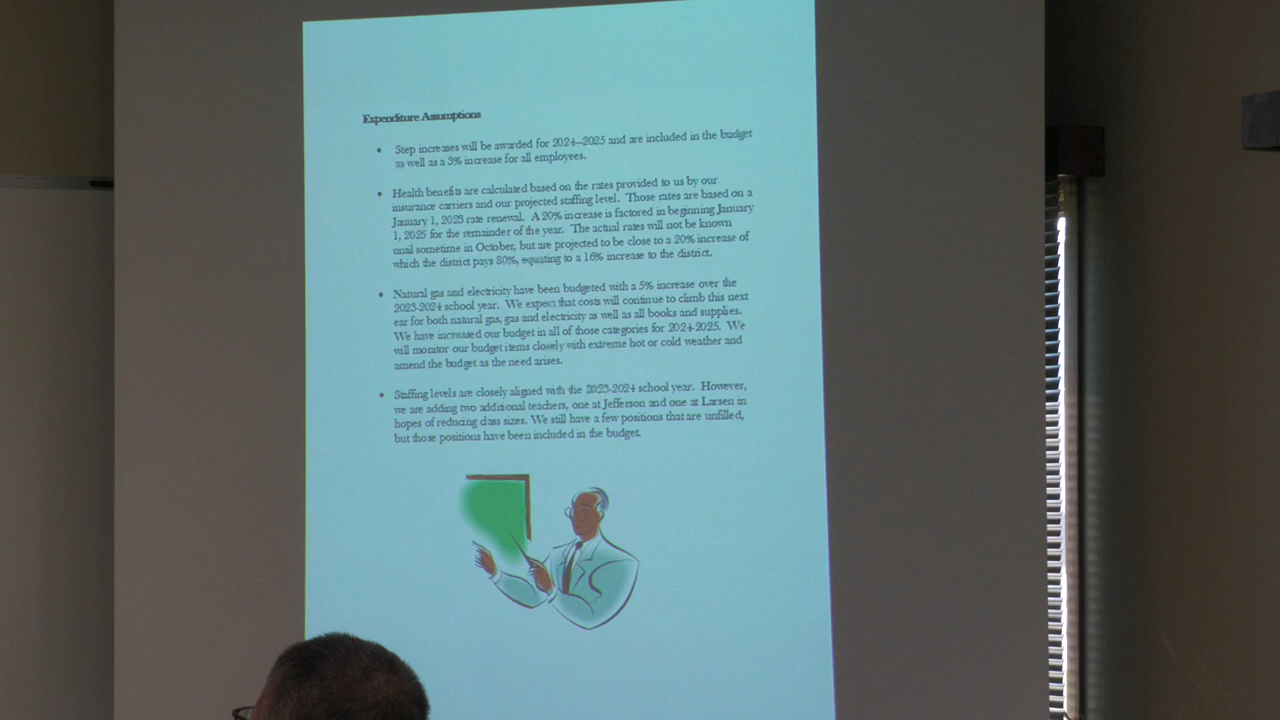 Expenditure Assumptions
• Step increases will be awarded for 2024–2025 and are included in the budget
as well as a 5% increase for all employees.
• Health benefits are calculated based on the rates provided to us by our
insurance carriers and our projected staffing level. Those rates are based on a
January 1, 2023 rate renewal. A 20% increase is factored in beginning January
1, 2025 for the remainder of the year. The actual rates will not be known
until sometime in October, but are projected to be close to a 20% increase of
which the district pays 80%, equating to a 16% increase to the district.
• Natural gas and electricity have been budgeted with a 5% increase over the
2023-2024 school year. We expect that costs will continue to climb this next
ear for both natural gas, gas and electricity as well as all books and supplies.
We have increased our budget in all of those categories for 2024-2025. We
will monitor our budget items closely with extreme hot or cold weather and
amend the budget as the need arises.
• Staffing levels are closely aligned with the 2023-2024 school year. However,
we are adding two additional teachers, one at Jefferson and one at Larsen in
hopes of reducing class sizes. We still have a few positions that are unfilled,
but those positions have been included in the budget.